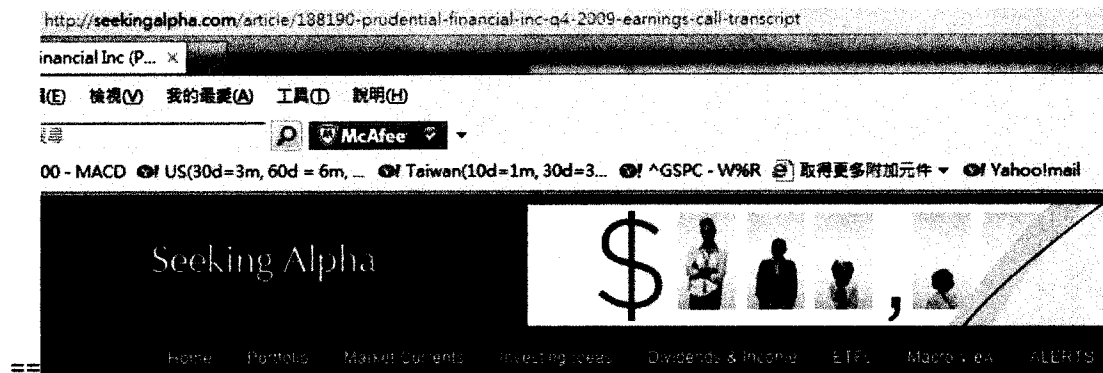 http://seekingalpha.com/article/188190-prudential-financial-inc-q4-2009-earnings-call-transcript
inancial Inc (P... ×
(E) 檢視(V) 我的最愛(A) 工具(T) 說明(H)
McAfee
00 - MACD Y! US(30d=3m, 60d = 6m, ... Y! Taiwan(10d=1m, 30d=3... Y! ^GSPC - W%R 取得更多附加元件 Y! Yahoo!mail
Seeking Alpha
$ ,
Home Portfolio Market Currents Investing Ideas Dividends & Income ETFs Macro View ALERTS
==